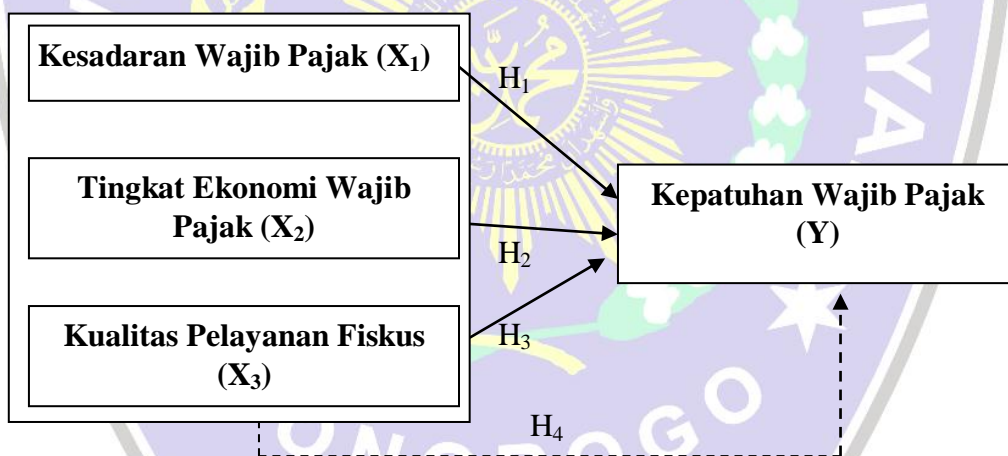 Kesadaran Wajib Pajak (X₁)
H₁
Tingkat Ekonomi Wajib
Pajak (X₂)
Kepatuhan Wajib Pajak
(Y)
H₂
Kualitas Pelayanan Fiskus
(X₃)
H₃
H₄
ONOROGO